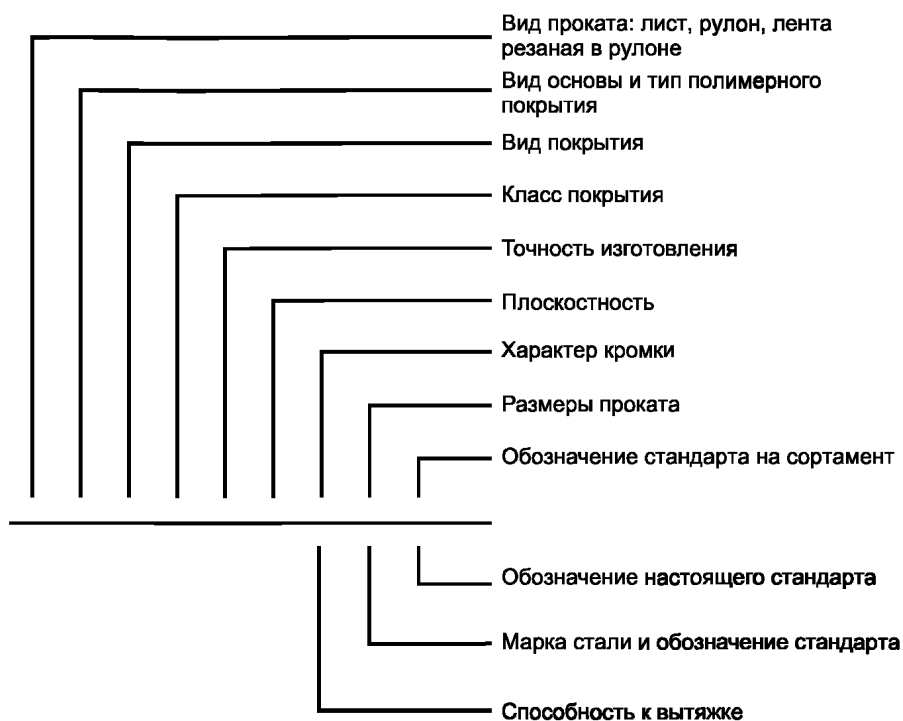 Вид проката: лист, рулон, лента
резаная в рулоне
Вид основы и тип полимерного
покрытия
Вид покрытия
Класс покрытия
Точность изготовления
Плоскостность
Характер кромки
Размеры проката
Обозначение стандарта на сортамент
Обозначение настоящего стандарта
Марка стали и обозначение стандарта
Способность к вытяжке